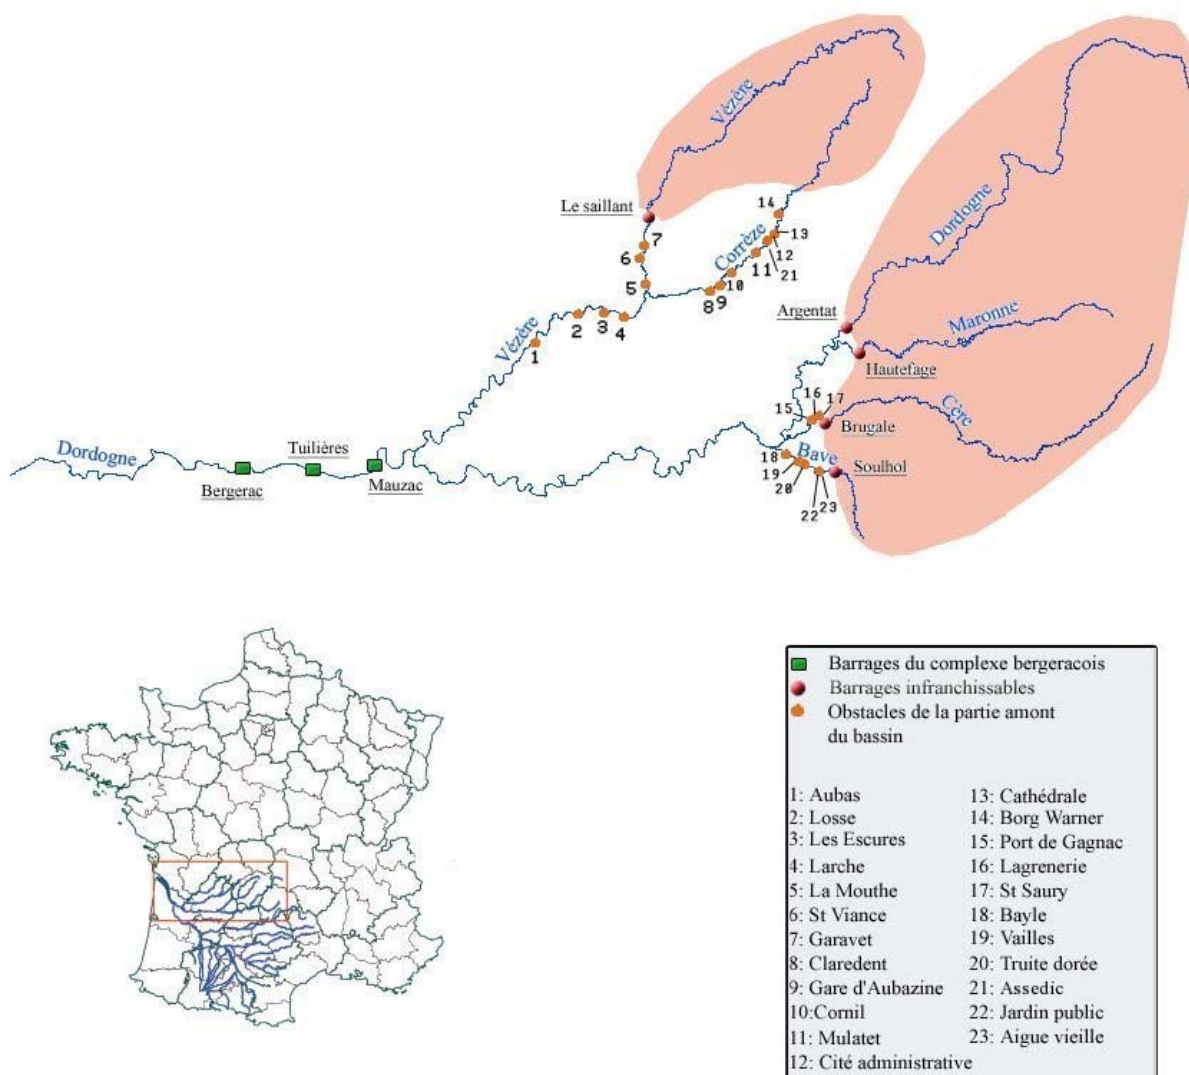 Vézère
Le saillant
14
7
13
6
Corrèze
12
11
21
5
10
9
8
Dordogne
Argentat
Maronne
2
3
4
Vézère
1
Hautefage
16
17
15
Cère
Brugale
Tuilières
Dordogne
Bave
18
Soulhol
19
Mauzac
20
Bergerac
23
22
Barrages du complexe bergeracois
Barrages infranchissables
Obstacles de la partie amont
du bassin
1: Aubas
2: Losse
3: Les Escures
4: Larche
5: La Mouthe
6: St Viance
7: Garavet
8: Claredent
9: Gare d'Aubazine
10:Cornil
11: Mulatet
12: Cité administrative
13: Cathédrale
14: Borg Warner
15: Port de Gagnac
16: Lagrenerie
17: St Saury
18: Bayle
19: Vailles
20: Truite dorée
21: Assedic
22: Jardin public
23: Aigue vieille